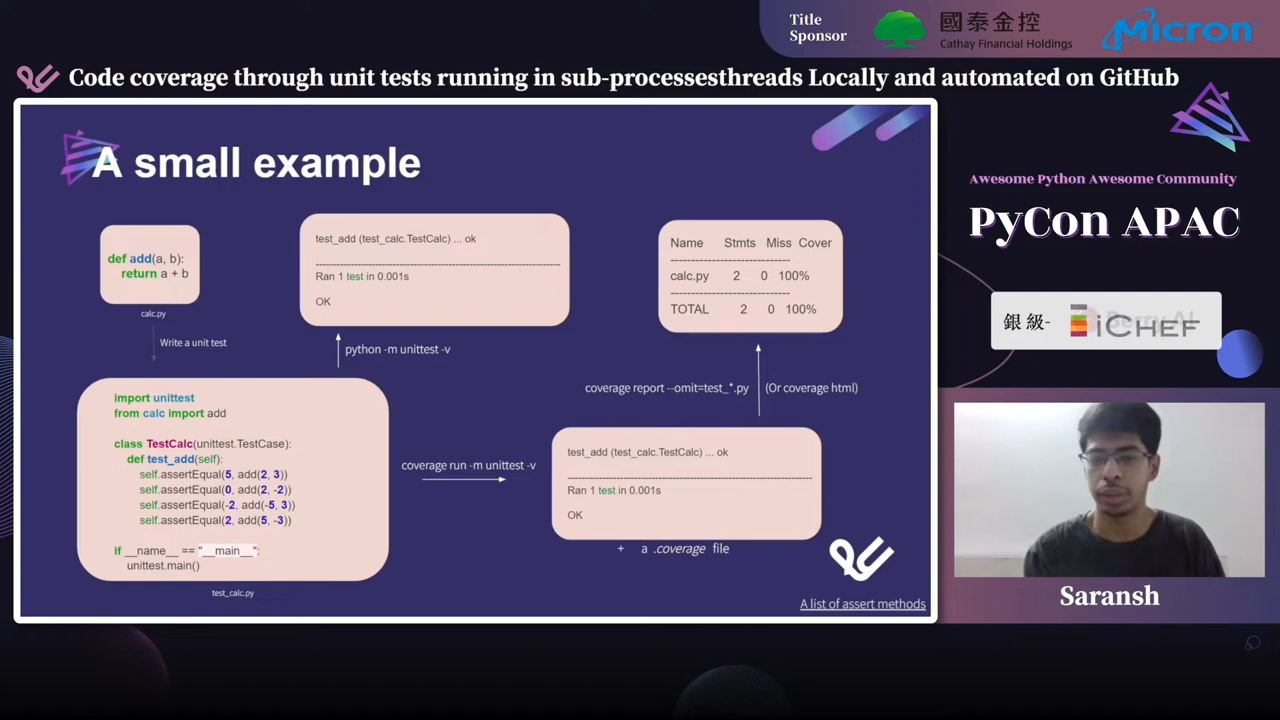 Title
Sponsor
國泰金控
Cathay Financial Holdings
Micron
Code coverage through unit tests running in sub-processesthreads Locally and automated on GitHub
A small example
def add(a, b):
return a + b
calc.py
Write a unit test
test_add (test_calc.TestCalc) ... ok
----------------------------------------------------------------------
Ran 1 test in 0.001s
OK
python -m unittest -v
Name Stmts Miss Cover
-----------------------------
calc.py 2 0 100%
-----------------------------
TOTAL 2 0 100%
coverage report --omit=test_*.py
(Or coverage html)
import unittest
from calc import add
class TestCalc(unittest.TestCase):
def test_add(self):
self.assertEqual(5, add(2, 3))
self.assertEqual(0, add(2, -2))
self.assertEqual(-2, add(-5, 3))
self.assertEqual(2, add(5, -3))
if __name__ == "__main__":
unittest.main()
test_calc.py
coverage run -m unittest -v
test_add (test_calc.TestCalc) ... ok
----------------------------------------------------------------------
Ran 1 test in 0.001s
OK
+ a .coverage file
A list of assert methods
Awesome Python Awesome Community
PyCon APAC
銀級- iCHEF
Saransh